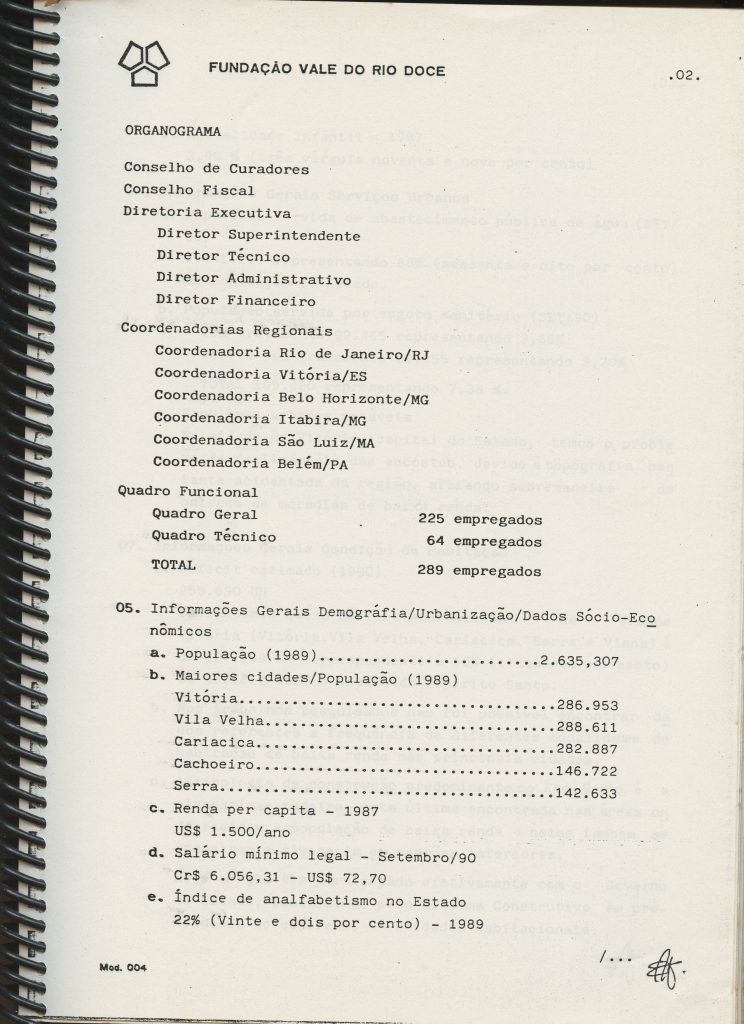 FUNDAÇÃO VALE DO RIO DOCE
.02.
ORGANOGRAMA
Conselho de Curadores
Conselho Fiscal
Diretoria Executiva
Diretor Superintendente
Diretor Técnico
Diretor Administrativo
Diretor Financeiro
Coordenadorias Regionais
Coordenadoria Rio de Janeiro/RJ
Coordenadoria Vitória/ES
Coordenadoria Belo Horizonte/MG
Coordenadoria Itabira/MG
Coordenadoria São Luiz/MA
Coordenadoria Belém/PA
Quadro Funcional
Quadro Geral 225 empregados
Quadro Técnico 64 empregados
TOTAL 289 empregados
05. Informações Gerais Demográfia/Urbanização/Dados Sócio-Eco
nômicos
a. População (1989).........................2.635,307
b. Maiores cidades/População (1989)
Vitória....................................286.953
Vila Velha.................................288.611
Cariacica..................................282.887
Cachoeiro..................................146.722
Serra......................................142.633
c. Renda per capita - 1987
US$ 1.500/ano
d. Salário mínimo legal - Setembro/90
Cr$ 6.056,31 - US$ 72,70
e. Índice de analfabetismo no Estado
22% (Vinte e dois por cento) - 1989
/...
Mod. 004